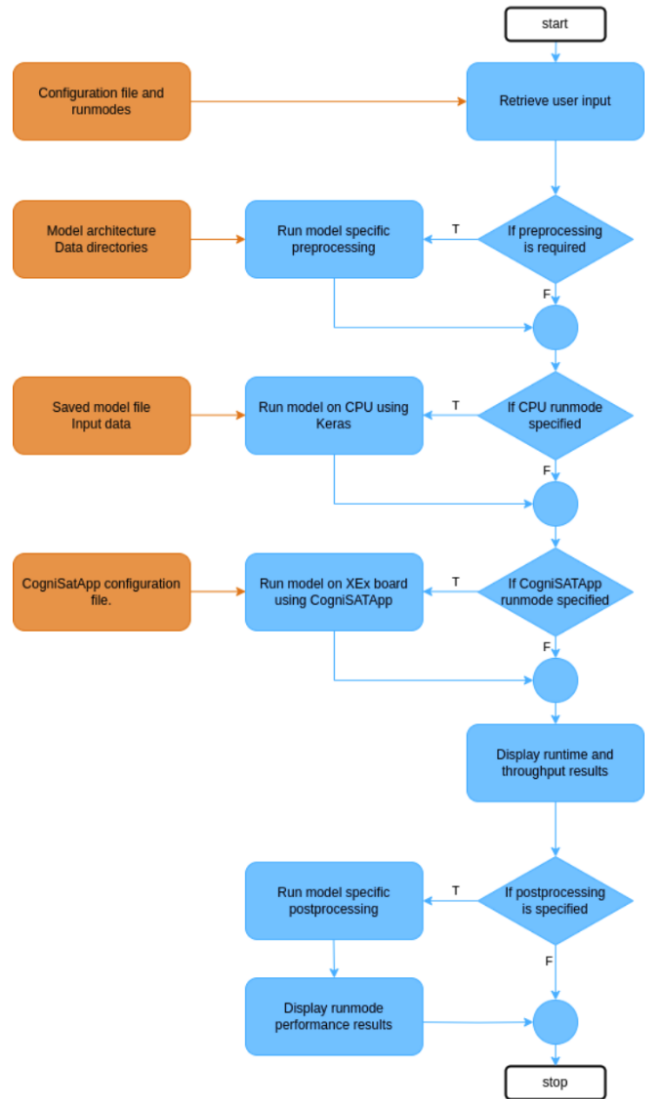 start
Configuration file and
runmodes
Retrieve user input
Model architecture
Data directories
Run model specific
preprocessing
T
If preprocessing
is required
F
Saved model file
Input data
Run model on CPU using
Keras
T
If CPU runmode
specified
F
CogniSatApp configuration
file.
Run model on XEx board
using CogniSATApp
T
If CogniSATApp
runmode specified
F
Display runtime and
throughput results
Run model specific
postprocessing
T
If postprocessing
is specified
F
Display runmode
performance results
stop